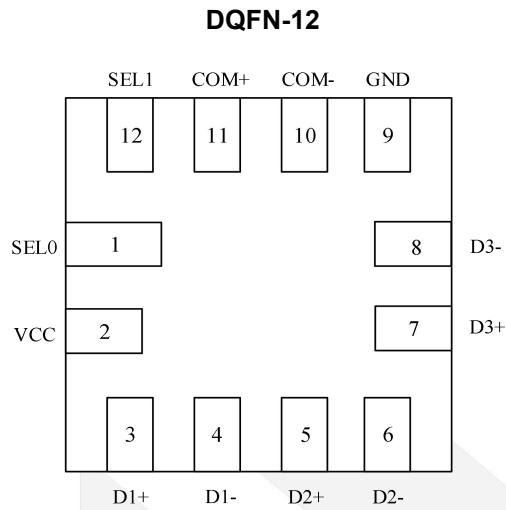 DQFN-12
SEL1 COM+ COM- GND
12 11 10 9
SEL0 1 8 D3-
VCC 2 7 D3+
3 4 5 6
D1+ D1- D2+ D2-